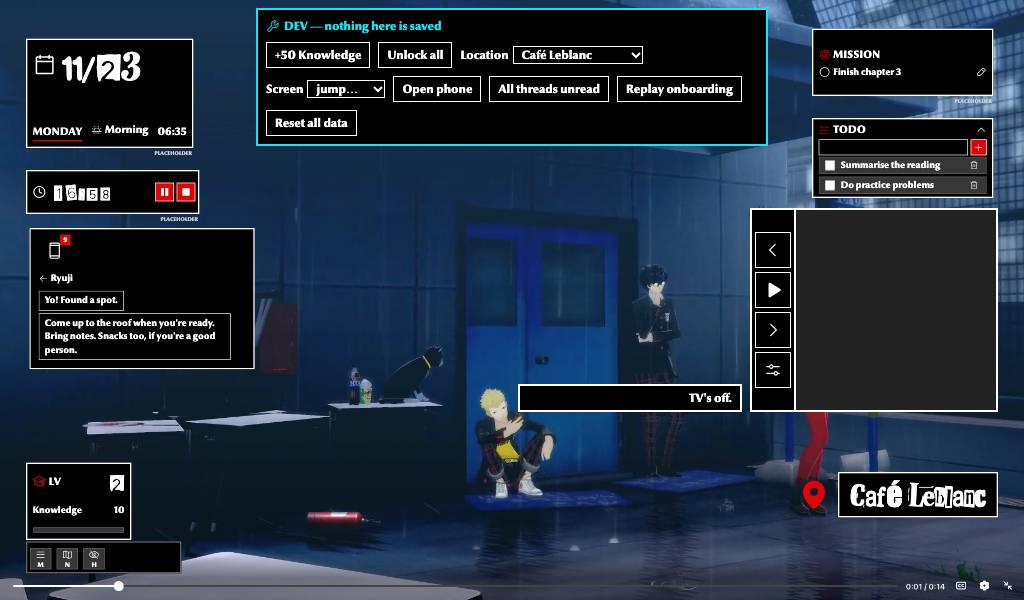 DEV — nothing here is saved
+50 Knowledge
Unlock all
Location
Café Leblanc
Screen
jump...
Open phone
All threads unread
Replay onboarding
Reset all data
11/23
MONDAY
Morning
06:35
PLACEHOLDER
16:58
PLACEHOLDER
9
← Ryuji
Yo! Found a spot.
Come up to the roof when you're ready.
Bring notes. Snacks too, if you're a good
person.
MISSION
Finish chapter 3
PLACEHOLDER
TODO
+
Summarise the reading
Do practice problems
TV's off.
LV
2
Knowledge
10
M
N
H
Café Leblanc
0:01 / 0:14
CC